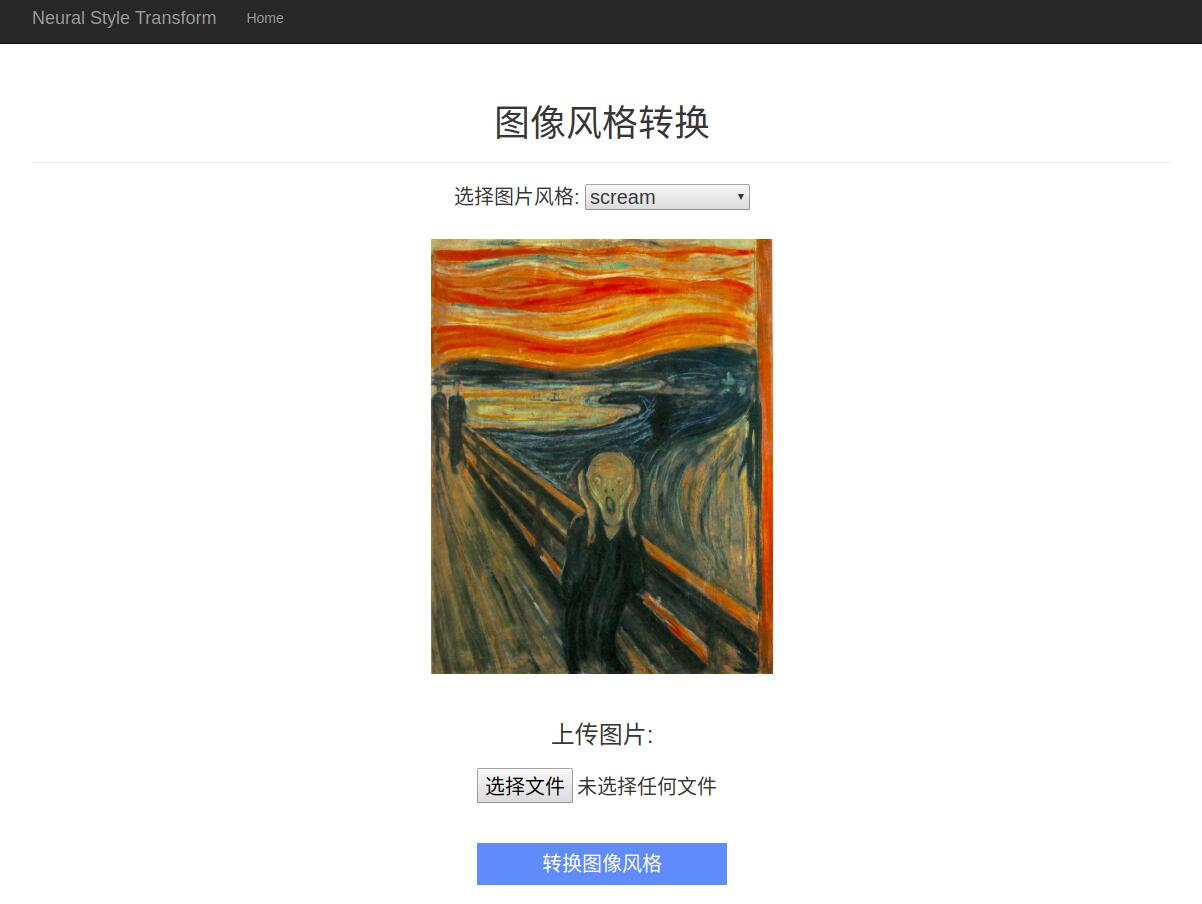 Neural Style Transform Home
图像风格转换
选择图片风格: scream
上传图片:
选择文件 未选择任何文件
转换图像风格